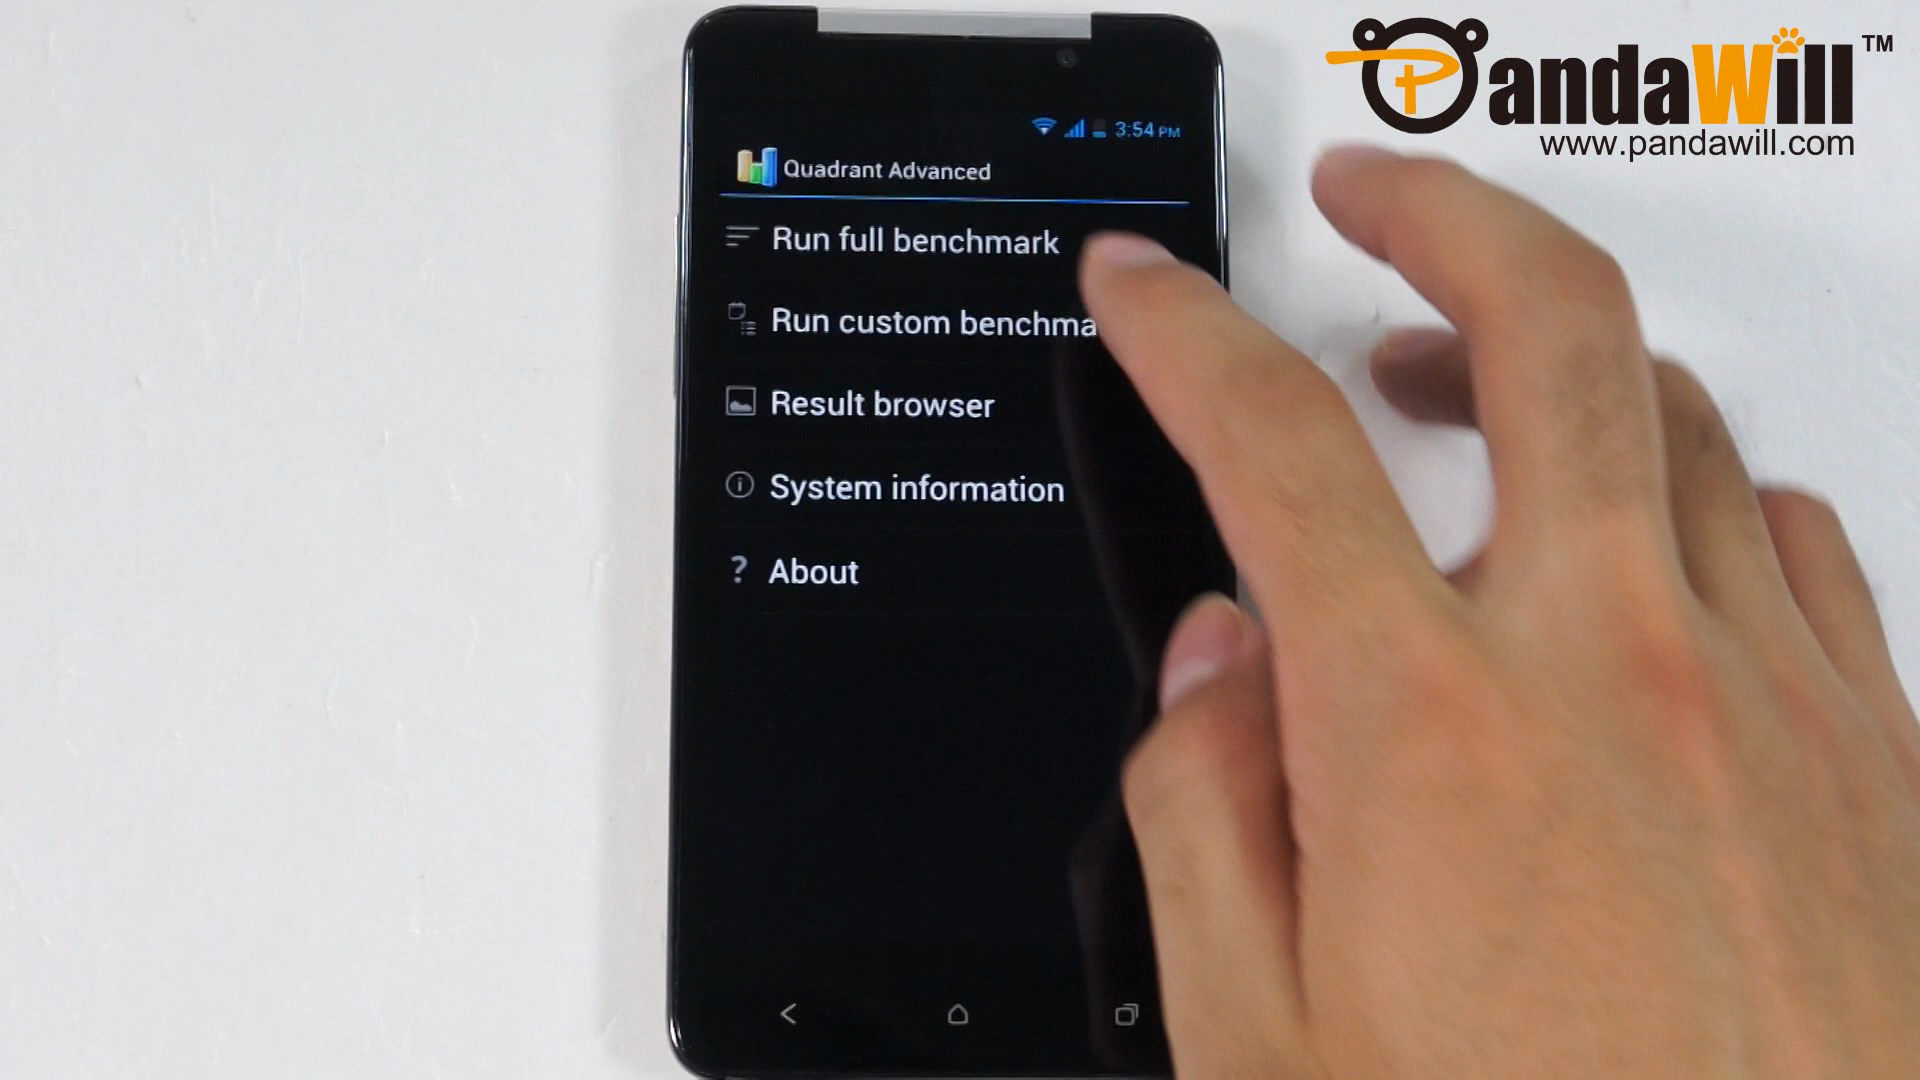 PandaWill™
www.pandawill.com
3:54 PM
Quadrant Advanced
Run full benchmark
Run custom benchma
Result browser
System information
? About